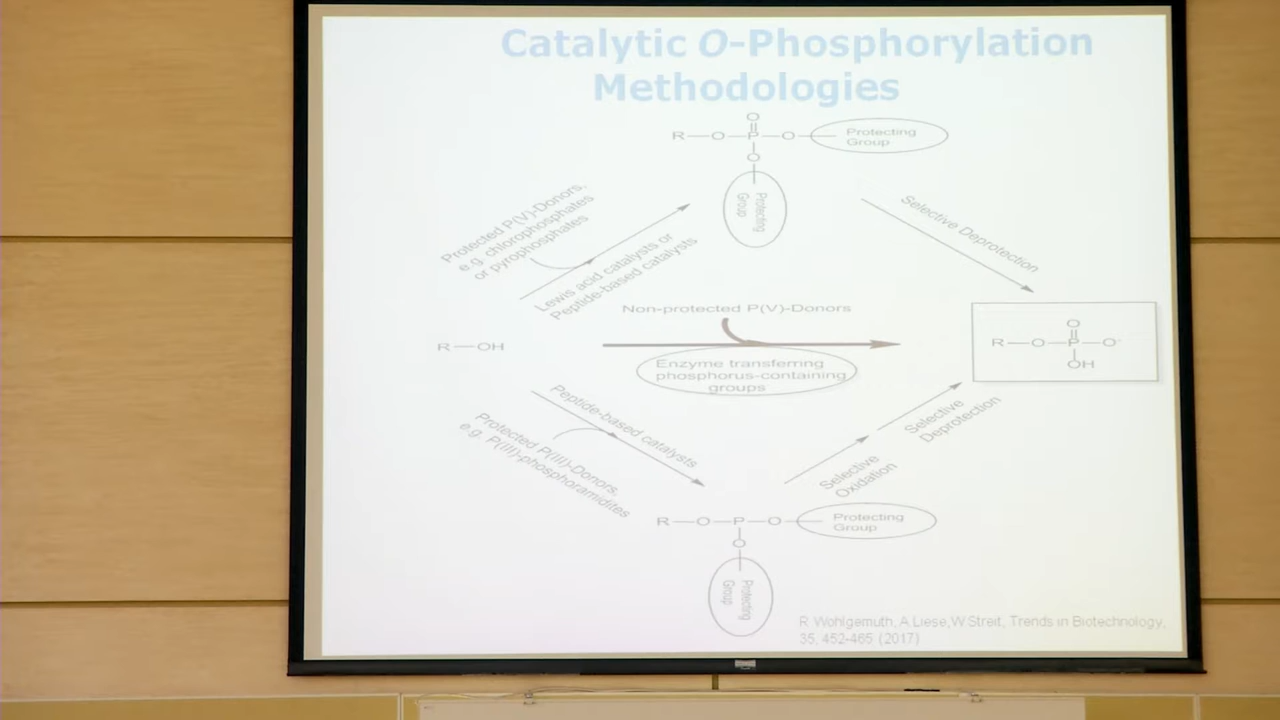 Catalytic O-Phosphorylation
Methodologies
O
R—O—P—O—
Protecting
Group
O
Protecting
Group
Protected P(V)-Donors,
e.g. chlorophosphates
or pyrophosphates
Lewis acid catalysts or
Peptide-based catalysts
Selective Deprotection
Non-protected P(V)-Donors
R—OH
Enzyme transferring
phosphorus-containing
groups
O
R—O—P—O-
OH
Peptide-based catalysts
Protected P(III)-Donors,
e.g. P(III)-phosphoramidites
Selective
Oxidation
Selective
Deprotection
R—O—P—O—
Protecting
Group
O
Protecting
Group
R. Wohlgemuth, A.Liese,W.Streit, Trends in Biotechnology,
35, 452-465 (2017)